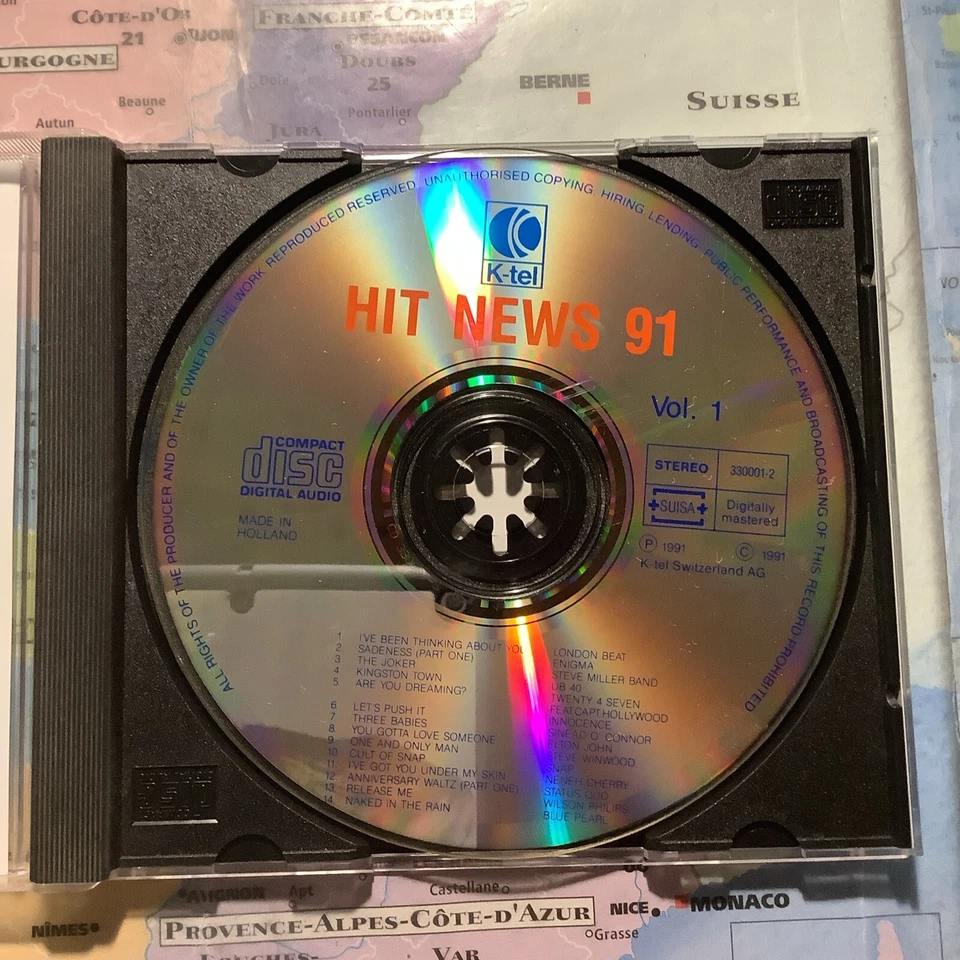 CÔTE-D'OR
FRANCHE-COMTÉ
21
DIJON
BESANCON
URGOGNE
DOUBS
25
Dole
BERNE
Beaune
Pontarlier
SUISSE
Autun
JURA
ALL RIGHTS OF THE PRODUCER AND OF THE OWNER OF THE WORK REPRODUCED RESERVED. UNAUTHORISED COPYING. HIRING LENDING. PUBLIC PERFORMANCE AND BROADCASTING OF THIS RECORD PROHIBITED
K-tel
HIT NEWS 91
Vol. 1
COMPACT
disc
DIGITAL AUDIO
STEREO 330001-2
SUISA Digitally
mastered
MADE IN
HOLLAND
Ⓟ 1991 © 1991
K-tel Switzerland AG
1 I'VE BEEN THINKING ABOUT YOU LONDON BEAT
2 SADENESS (PART ONE) ENIGMA
3 THE JOKER STEVE MILLER BAND
4 KINGSTON TOWN UB 40
5 ARE YOU DREAMING? TWENTY 4 SEVEN
FEAT.CAPT.HOLLYWOOD
6 LET'S PUSH IT INNOCENCE
7 THREE BABIES SINEAD O' CONNOR
8 YOU GOTTA LOVE SOMEONE ELTON JOHN
9 ONE AND ONLY MAN STEVE WINWOOD
10 CULT OF SNAP SNAP
11 I'VE GOT YOU UNDER MY SKIN NENEH CHERRY
12 ANNIVERSARY WALTZ (PART ONE) STATUS QUO
13 RELEASE ME WILSON PHILIPS
14 NAKED IN THE RAIN BLUE PEARL
AVIGNON
Apt
Castellane
NÎMES
PROVENCE-ALPES-CÔTE-D'AZUR
NICE
MONACO
Grasse
VAR